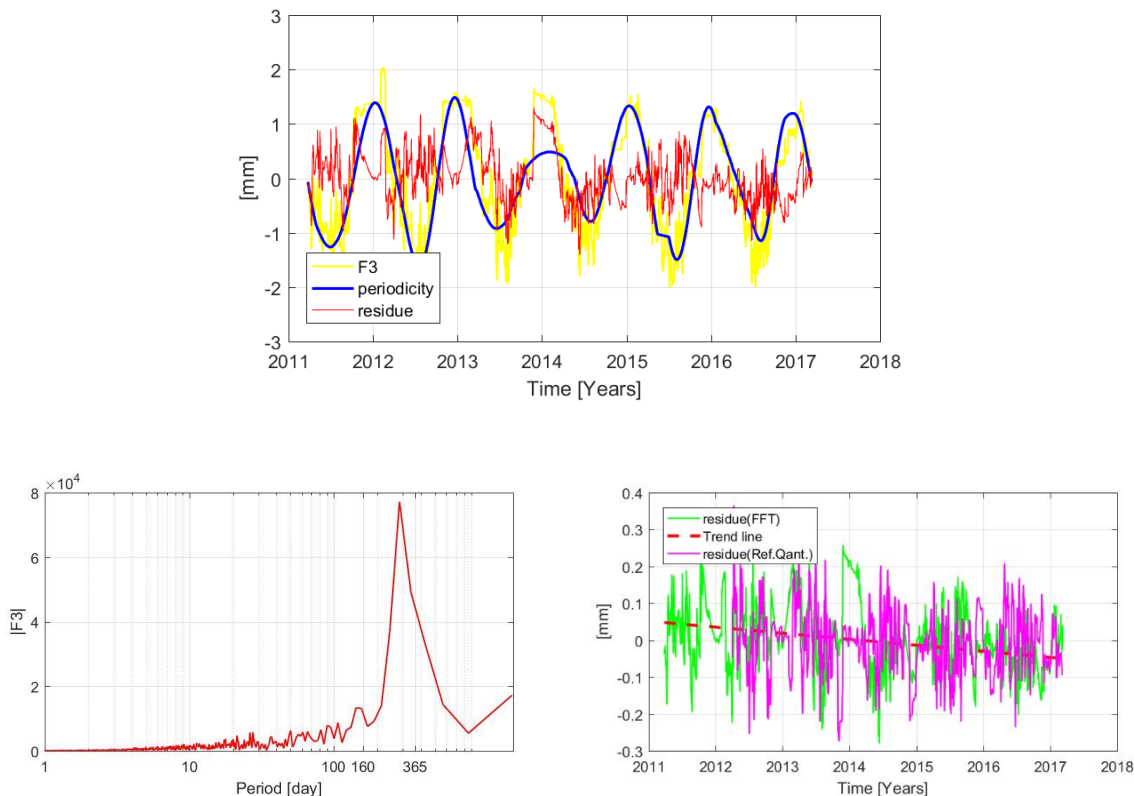 3
2
1
0
-1
-2
-3
[mm]
F3
periodicity
residue
2011 2012 2013 2014 2015 2016 2017 2018
Time [Years]
×10^4
8
6
4
2
0
|F3|
1 10 100 160 365
Period [day]
0.4
0.3
0.2
0.1
0
-0.1
-0.2
-0.3
[mm]
residue(FFT)
Trend line
residue(Ref.Qant.)
2011 2012 2013 2014 2015 2016 2017 2018
Time [Years]